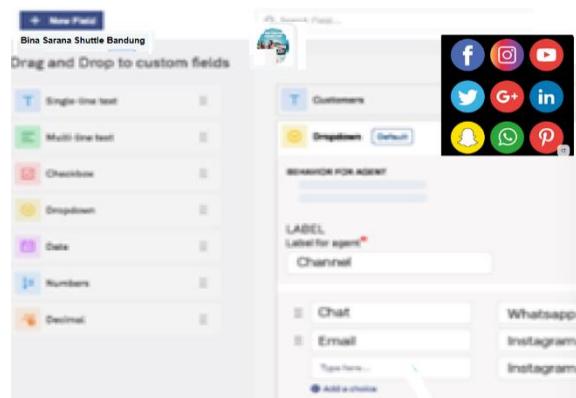 + New Field
Search Field...
Bina Sarana Shuttle Bandung
Drag and Drop to custom fields
Single-line text
Multi-line text
Checkbox
Dropdown
Date
Numbers
Decimal
Customers
Dropdown Default
BEHAVIOR FOR AGENT
LABEL
Label for agent*
Channel
Chat
Whatsapp
Email
Instagram
Type here...
Instagram
Add a choice